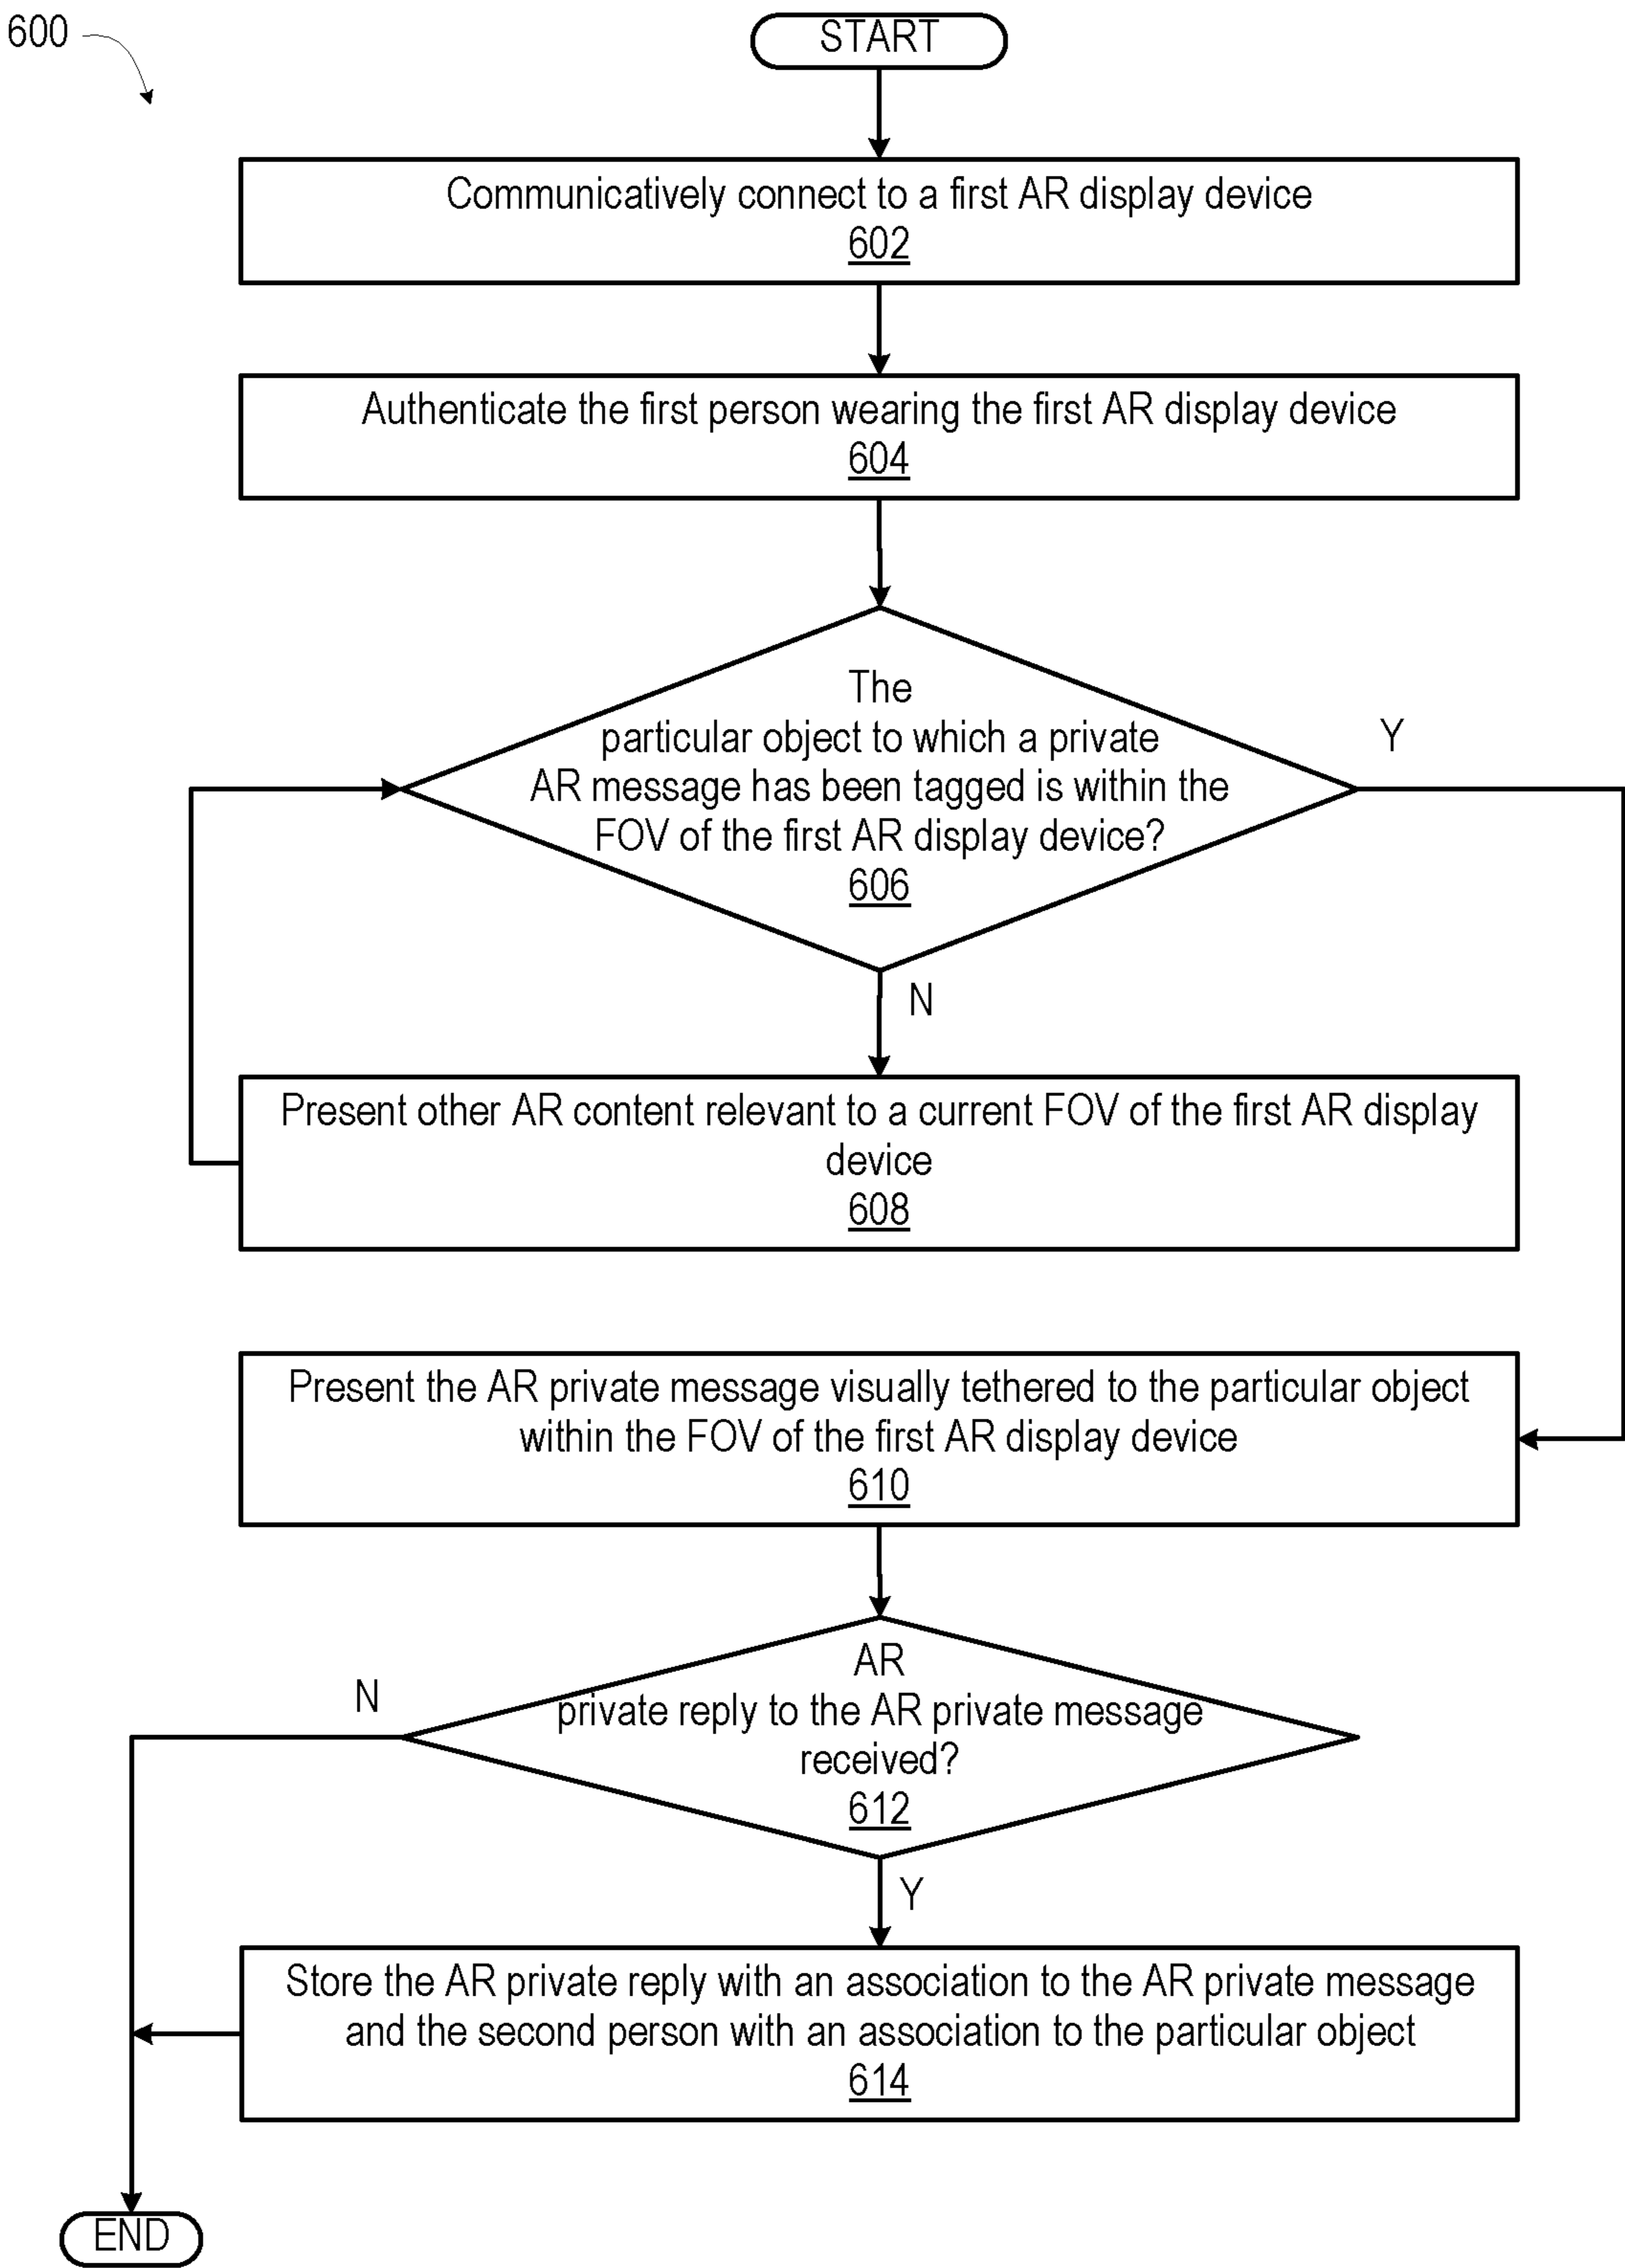 600
START
Communicatively connect to a first AR display device
602
Authenticate the first person wearing the first AR display device
604
The
particular object to which a private
AR message has been tagged is within the
FOV of the first AR display device?
606
Y
N
Present other AR content relevant to a current FOV of the first AR display
device
608
Present the AR private message visually tethered to the particular object
within the FOV of the first AR display device
610
AR
private reply to the AR private message
received?
612
N
Y
Store the AR private reply with an association to the AR private message
and the second person with an association to the particular object
614
END